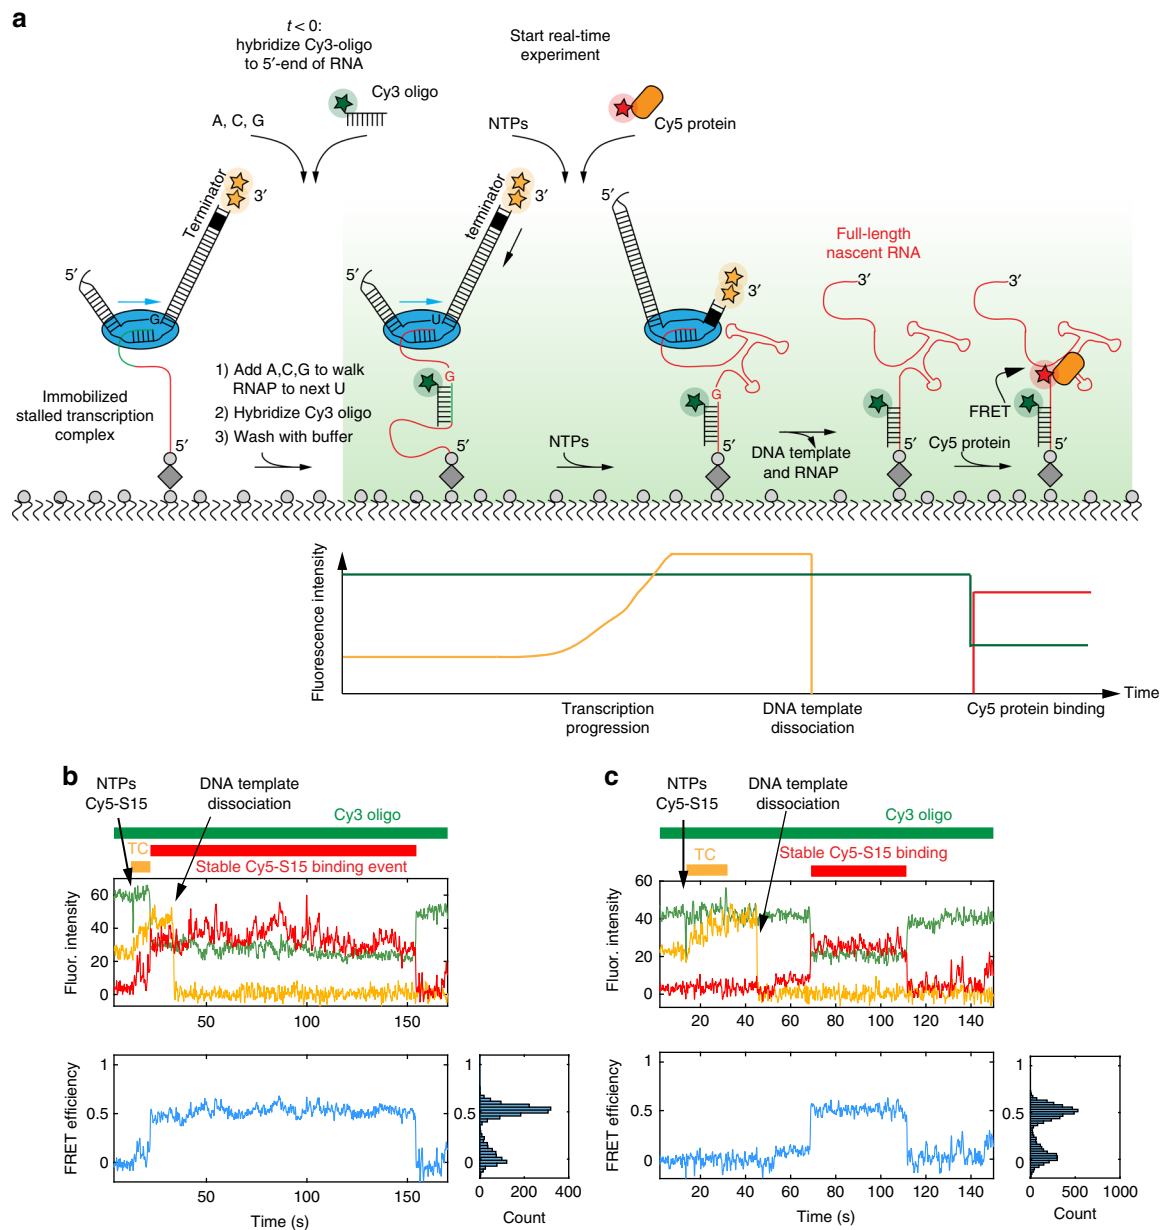 a
t < 0:
hybridize Cy3-oligo
to 5′-end of RNA
Start real-time
experiment
Cy3 oligo
A, C, G
NTPs
Cy5 protein
Terminator
3′
5′
G
terminator
3′
5′
U
5′
3′
Full-length
nascent RNA
3′
3′
Immobilized
stalled transcription
complex
5′
1) Add A,C,G to walk
RNAP to next U
2) Hybridize Cy3 oligo
3) Wash with buffer
G
5′
NTPs
G
5′
DNA template
and RNAP
5′
Cy5 protein
FRET
5′
Fluorescence intensity
Time
Transcription
progression
DNA template
dissociation
Cy5 protein binding
b
NTPs
Cy5-S15
DNA template
dissociation
Cy3 oligo
TC
Stable Cy5-S15 binding event
Fluor. intensity
60
40
20
0
50
100
150
FRET efficiency
1
0.5
0
50
100
150
Time (s)
1
0.5
0
0
200
400
Count
c
NTPs
Cy5-S15
DNA template
dissociation
Cy3 oligo
TC
Stable Cy5-S15 binding
Fluor. intensity
60
40
20
0
20
40
60
80
100
120
140
FRET efficiency
1
0.5
0
20
40
60
80
100
120
140
Time (s)
1
0.5
0
0
500
1000
Count